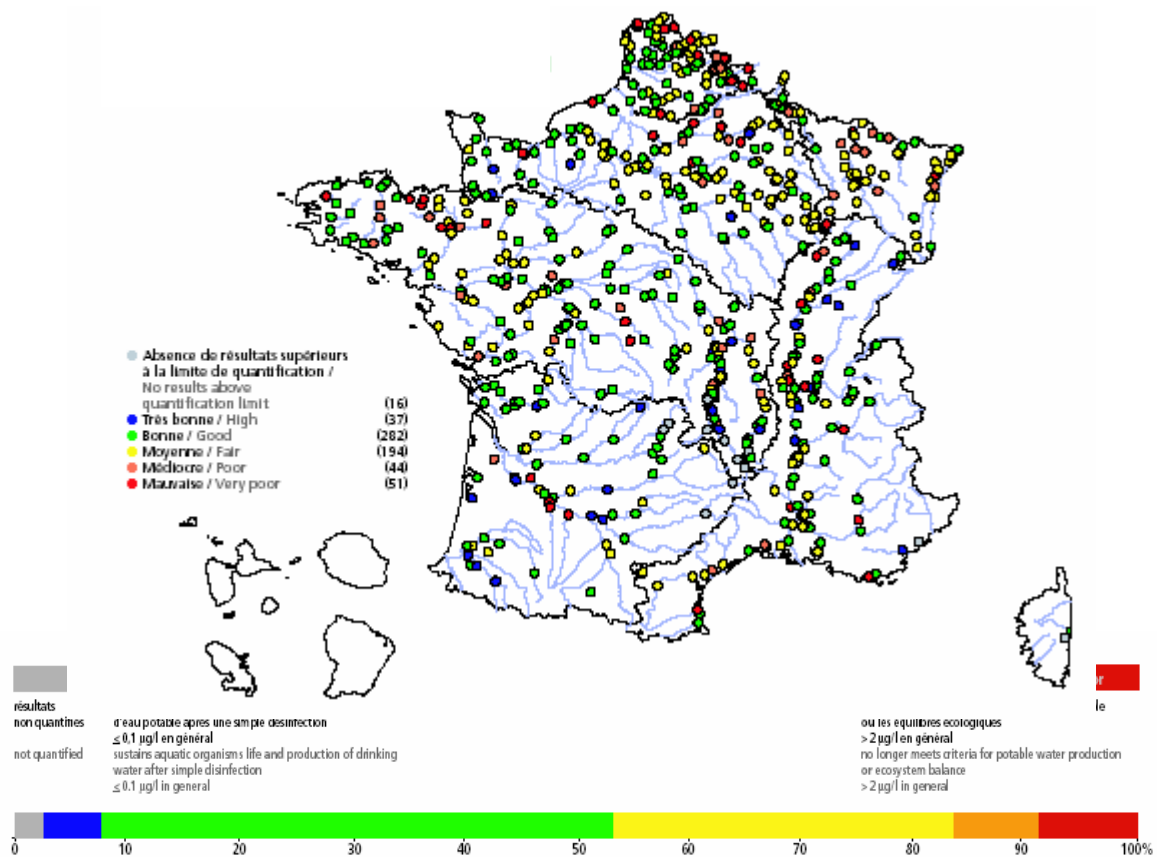 Absence de résultats supérieurs
à la limite de quantification /
No results above
quantification limit (16)
Très bonne / High (37)
Bonne / Good (282)
Moyenne / Fair (194)
Médiocre / Poor (44)
Mauvaise / Very poor (51)
or
résultats
non quantifiés
not quantified
d'eau potable après une simple désinfection
≤ 0,1 µg/l en général
sustains aquatic organisms life and production of drinking
water after simple disinfection
≤ 0.1 µg/l in general
de
ou les équilibres écologiques
> 2 µg/l en général
no longer meets criteria for potable water production
or ecosystem balance
> 2 µg/l in general
0 10 20 30 40 50 60 70 80 90 100%